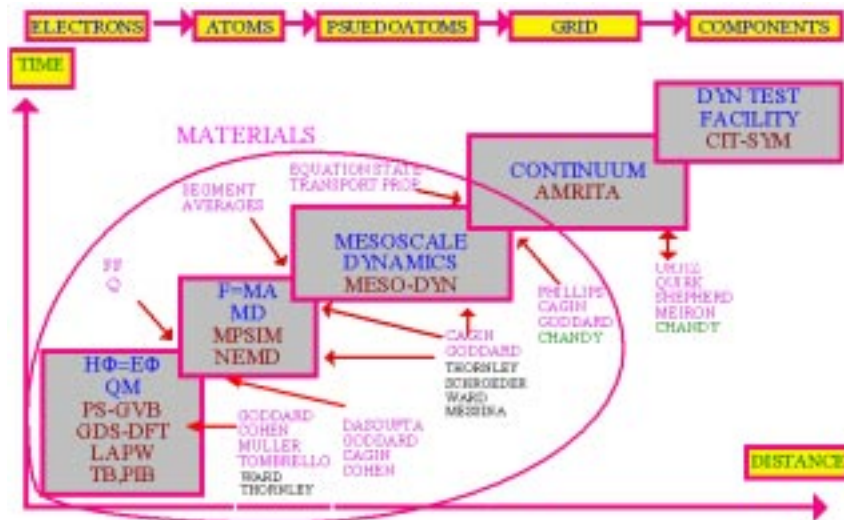 ELECTRONS
ATOMS
PSUEDOATOMS
GRID
COMPONENTS
TIME
DYN TEST
FACILITY
CIT-SYM
MATERIALS
EQUATION STATE
TRANSPORT PROP
CONTINUUM
AMRITA
SEGMENT
AVERAGES
MESOSCALE
DYNAMICS
MESO-DYN
FF
Q
F=MA
MD
MPSIM
NEMD
PHILLIPS
CAGIN
GODDARD
CHANDY
ORTIZ
QUIRK
SHEPHERD
MEIRON
CHANDY
CAGIN
GODDARD
THORNLEY
SCHROEDER
WARD
MESSINA
HΦ=EΦ
QM
PS-GVB
GDS-DFT
LAPW
TB,PIB
GODDARD
COHEN
MULLER
TOMBRELLO
WARD
THORNLEY
DASGUPTA
GODDARD
CAGIN
COHEN
DISTANCE